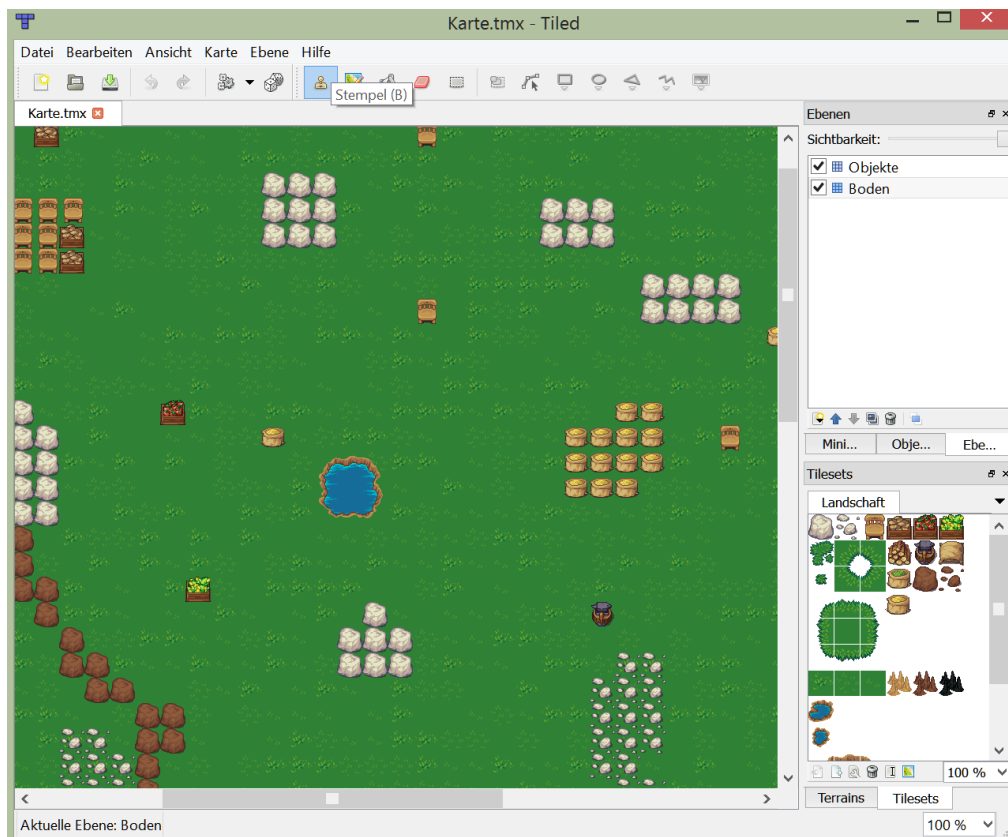 Karte.tmx - Tiled
Datei Bearbeiten Ansicht Karte Ebene Hilfe
Stempel (B)
Karte.tmx
Ebenen
Sichtbarkeit:
Objekte
Boden
Mini... Obje... Ebe...
Tilesets
Landschaft
100 %
Terrains Tilesets
Aktuelle Ebene: Boden
100 %